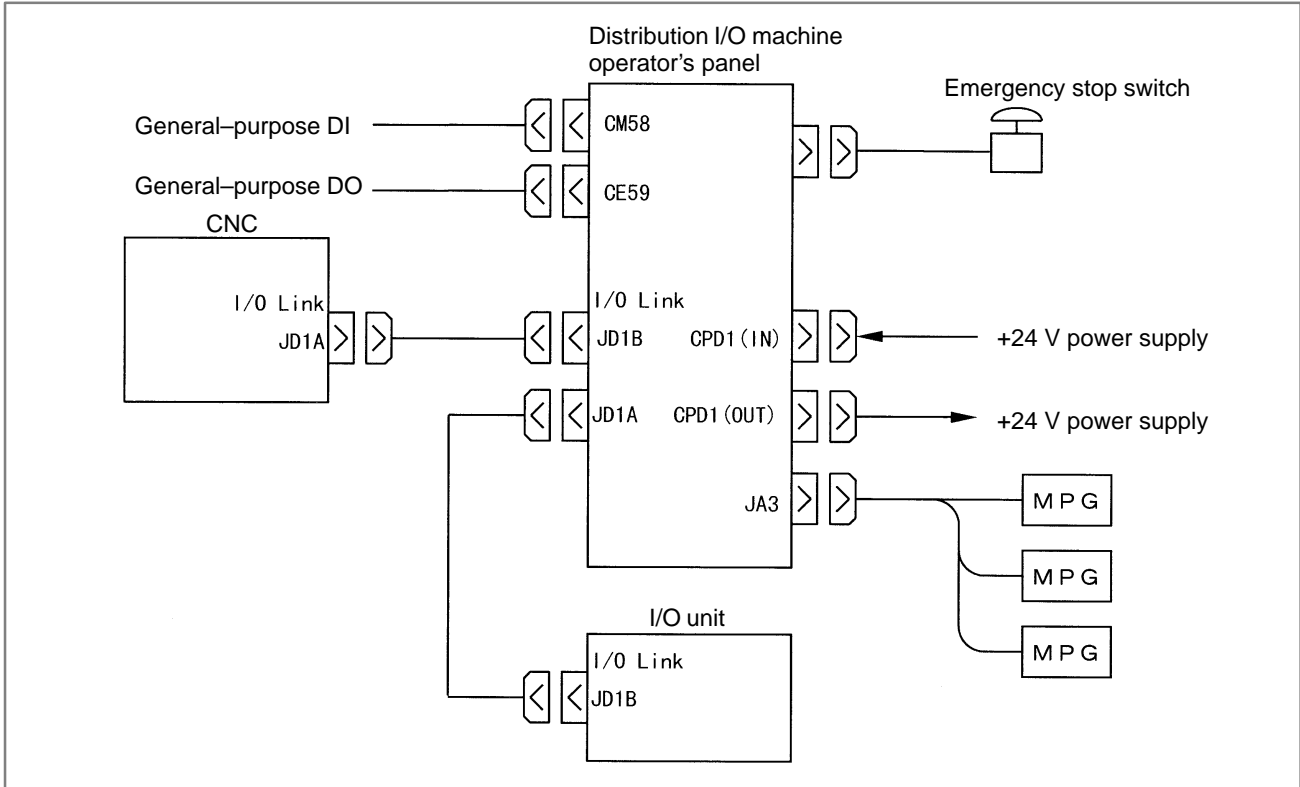 Distribution I/O machine
operator's panel
Emergency stop switch
General–purpose DI
CM58
General–purpose DO
CE59
CNC
I/O Link
JD1A
I/O Link
JD1B
CPD1(IN)
+24 V power supply
JD1A
CPD1(OUT)
+24 V power supply
JA3
MPG
MPG
MPG
I/O unit
I/O Link
JD1B